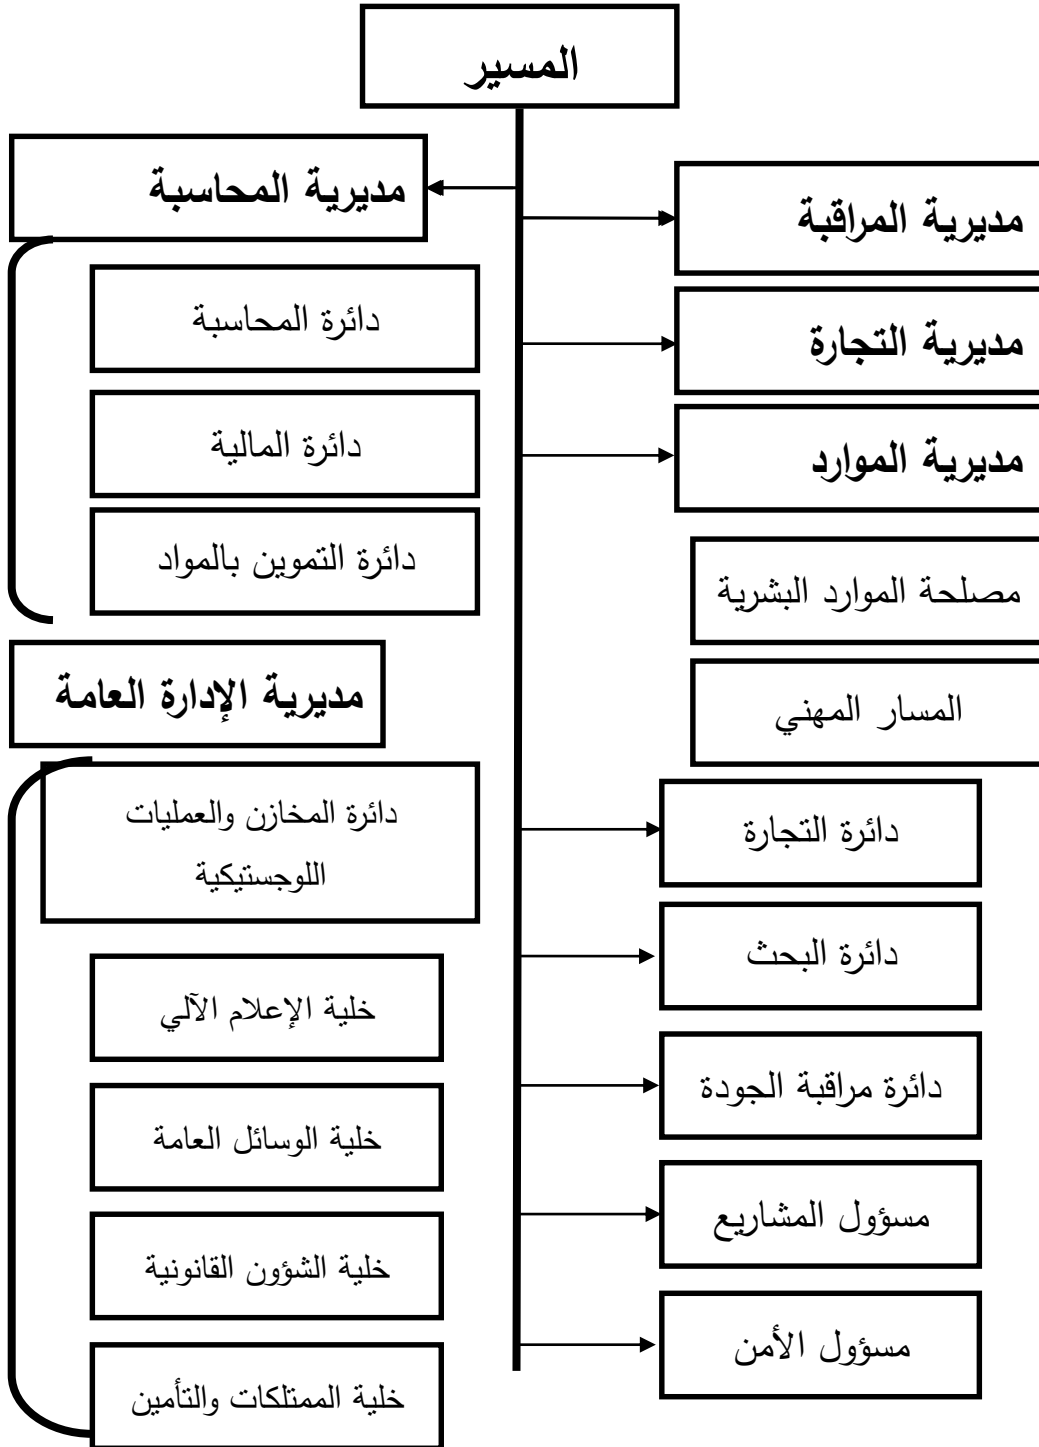 المسير
مديرية المحاسبة
مديرية المراقبة
دائرة المحاسبة
مديرية التجارة
دائرة المالية
مديرية الموارد
دائرة التموين بالمواد
مصلحة الموارد البشرية
مديرية الإدارة العامة
المسار المهني
دائرة المخازن والعمليات
اللوجستيكية
دائرة التجارة
دائرة البحث
خلية الإعلام الآلي
دائرة مراقبة الجودة
خلية الوسائل العامة
مسؤول المشاريع
خلية الشؤون القانونية
مسؤول الأمن
خلية الممتلكات والتأمين